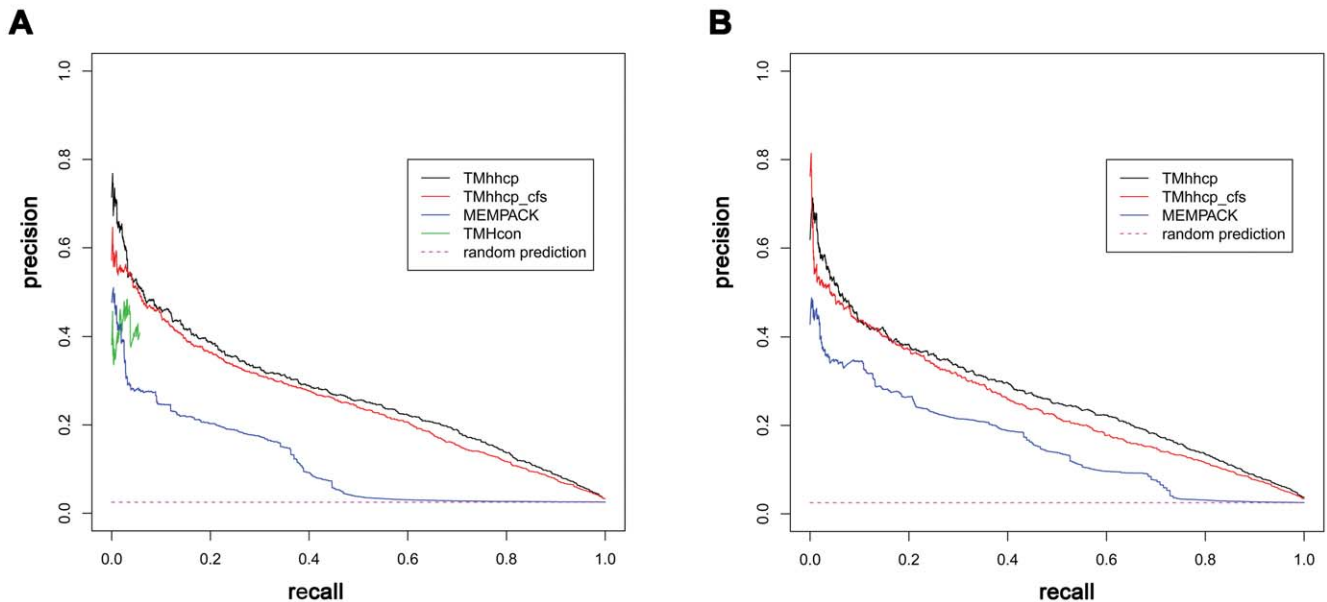 A
precision
1.0
0.8
0.6
0.4
0.2
0.0
TMhhcp
TMhhcp_cfs
MEMPACK
TMHcon
random prediction
0.0 0.2 0.4 0.6 0.8 1.0
recall
B
precision
1.0
0.8
0.6
0.4
0.2
0.0
TMhhcp
TMhhcp_cfs
MEMPACK
random prediction
0.0 0.2 0.4 0.6 0.8 1.0
recall